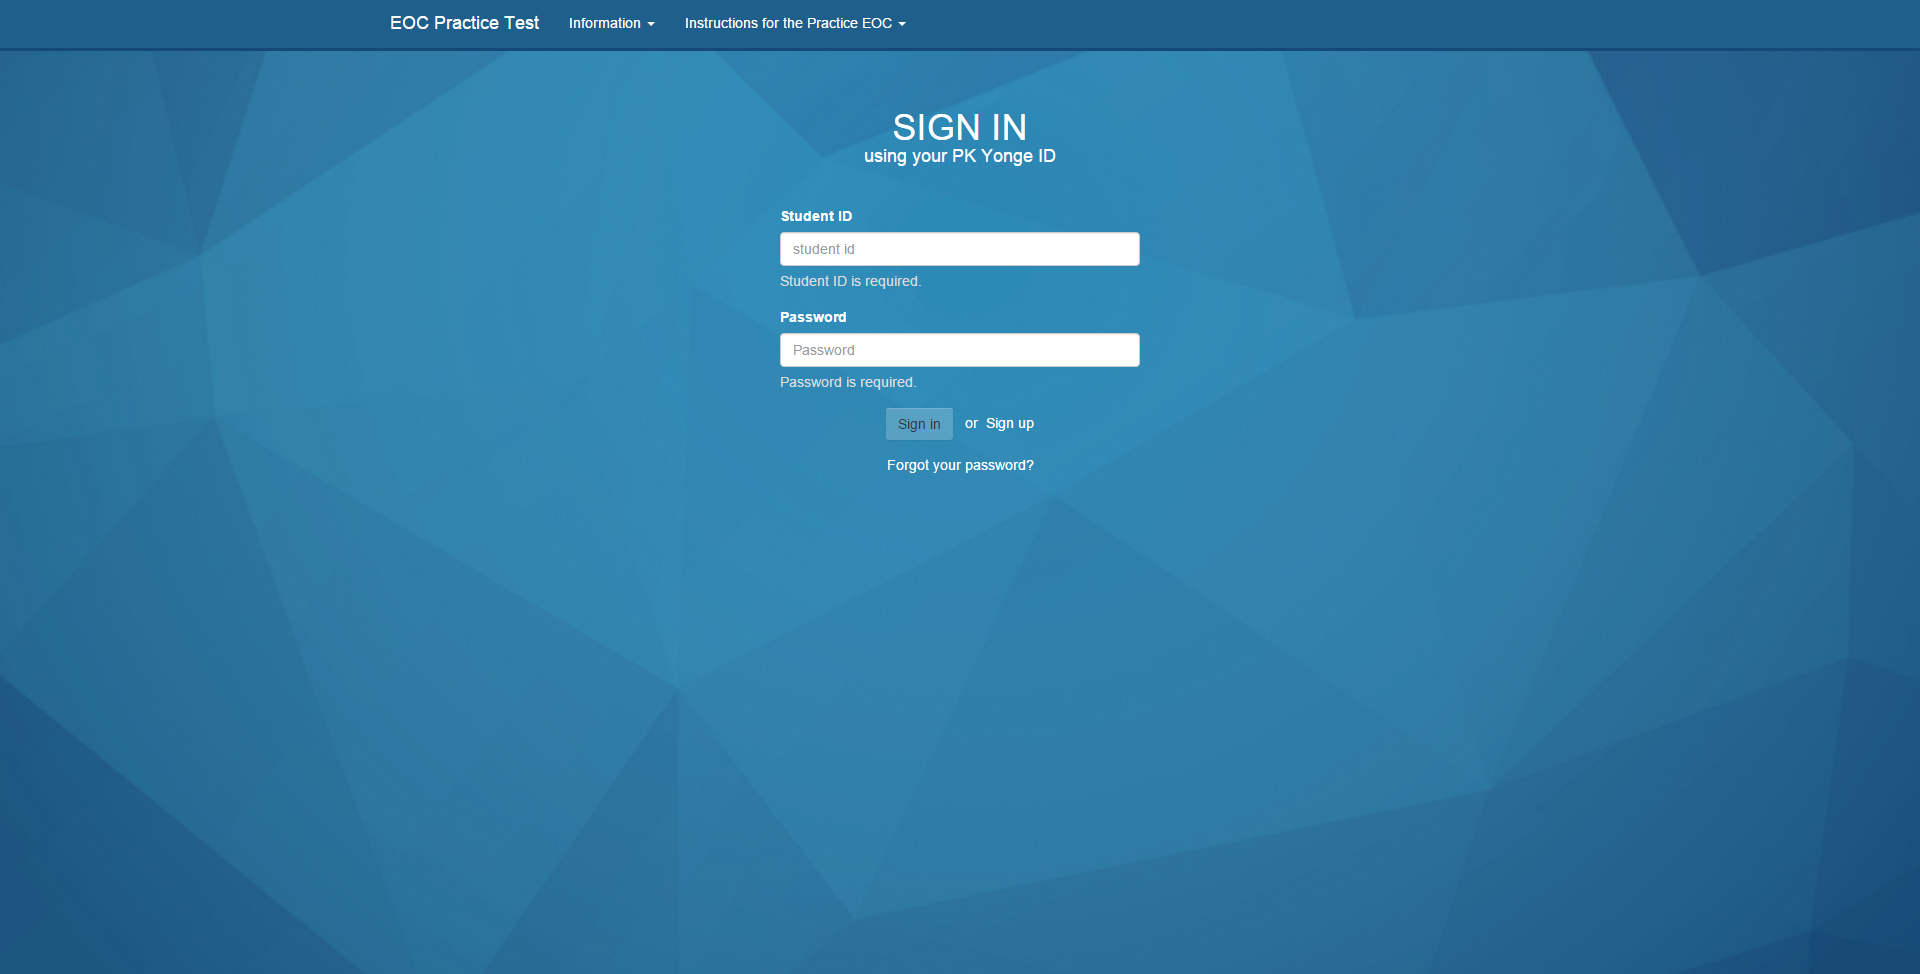 EOC Practice Test Information Instructions for the Practice EOC
SIGN IN
using your PK Yonge ID
Student ID
student id
Student ID is required.
Password
Password
Password is required.
Sign in or Sign up
Forgot your password?